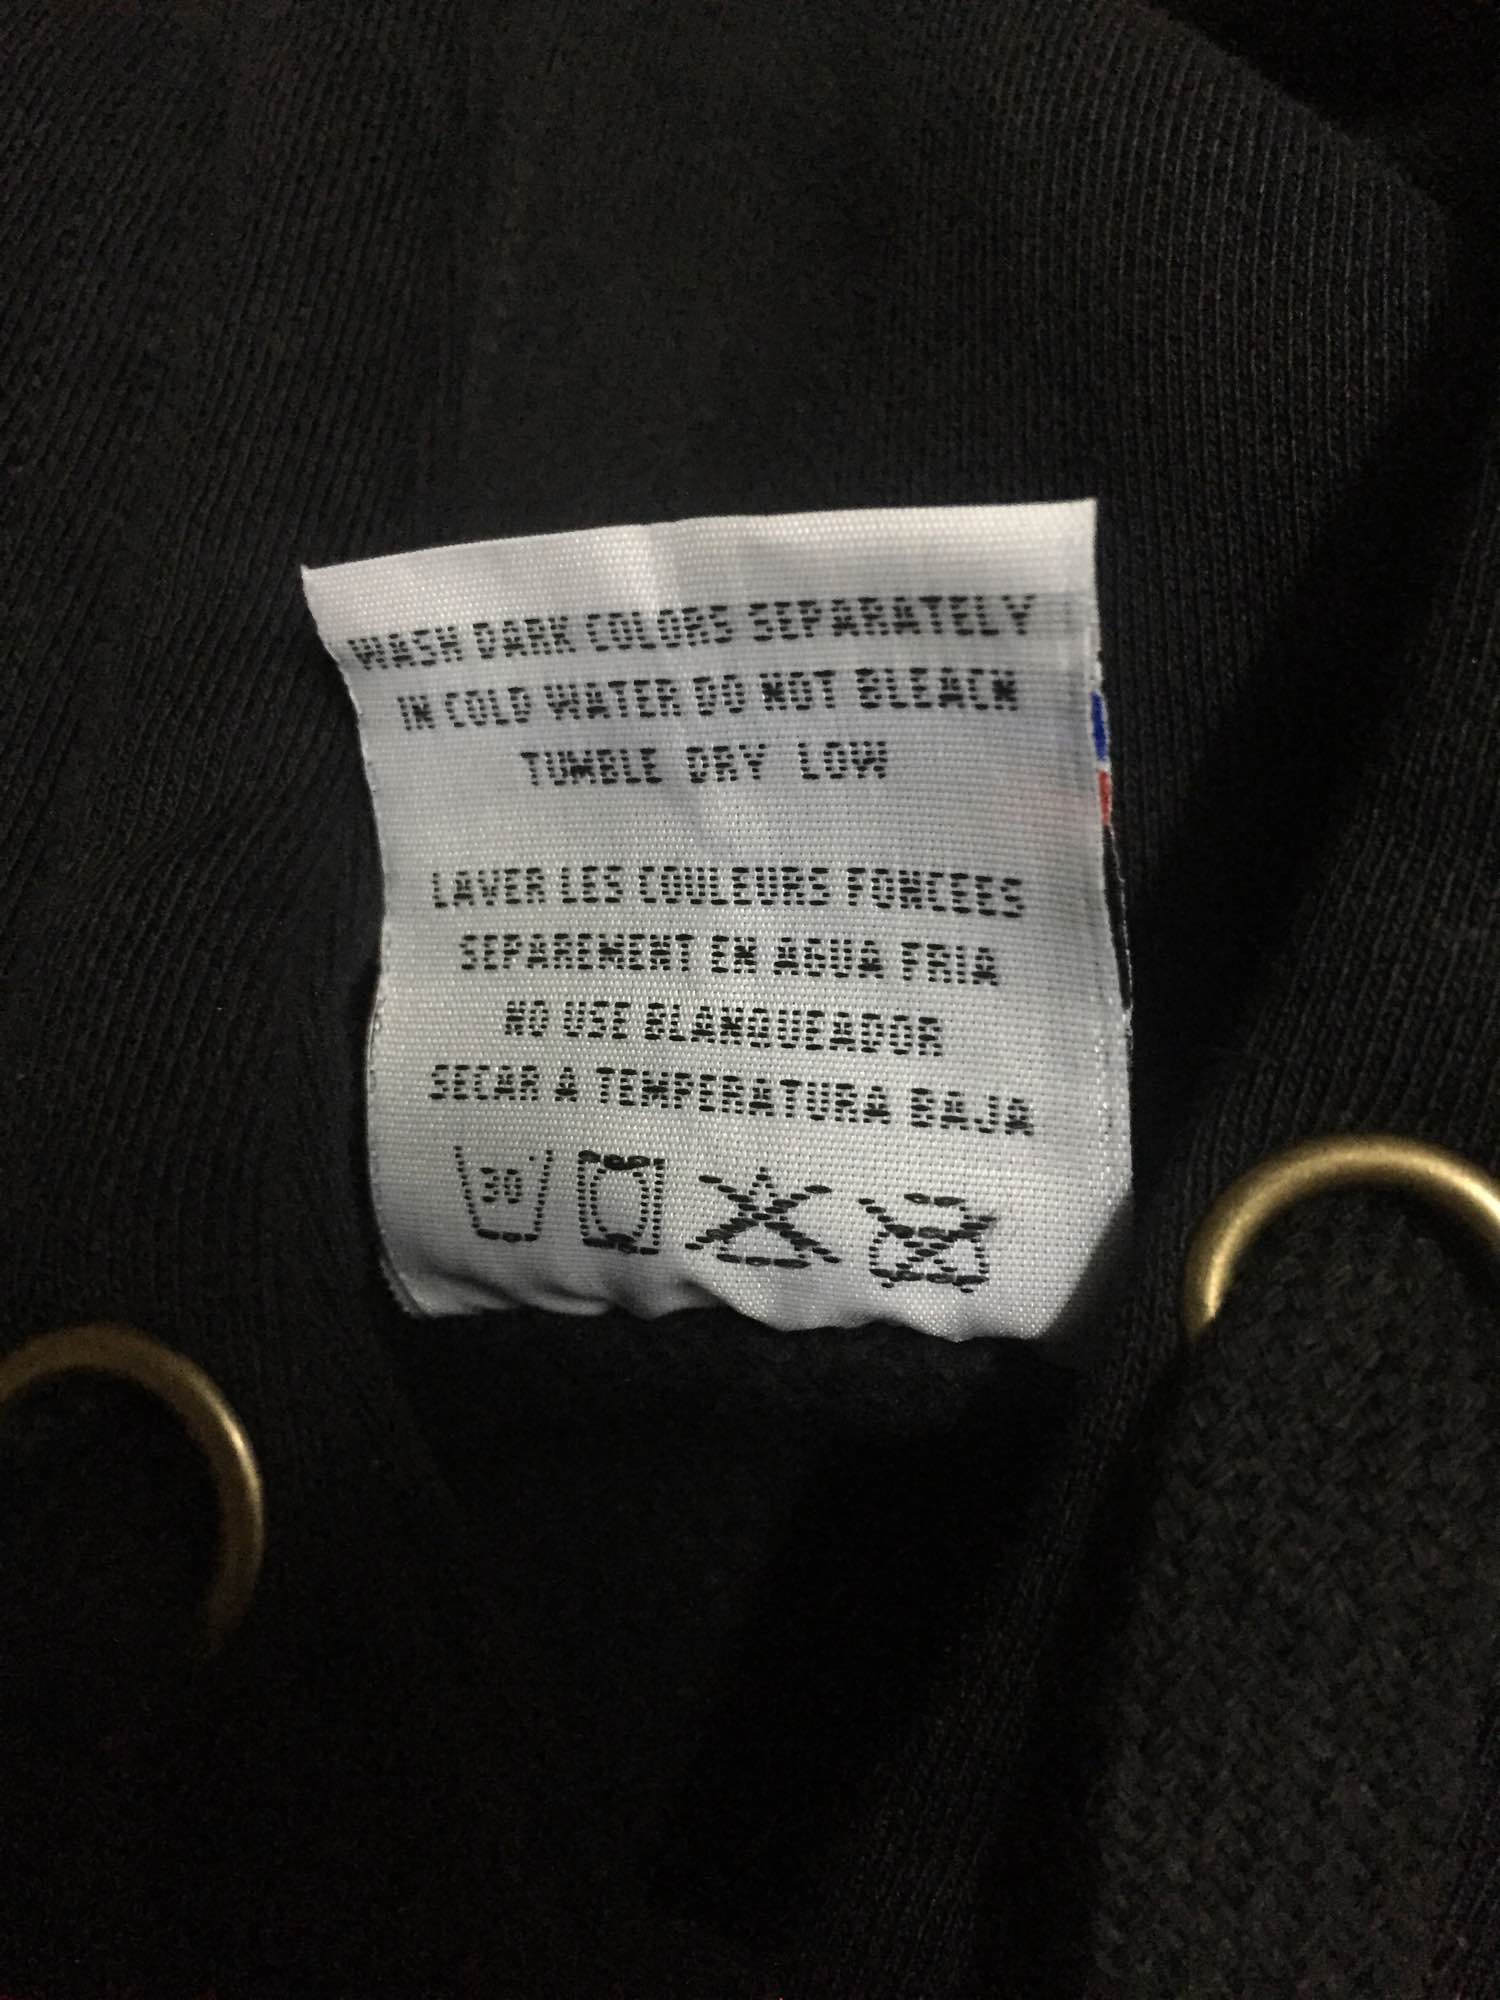 WASH DARK COLORS SEPARATELY
IN COLD WATER DO NOT BLEACH
TUMBLE DRY LOW
LAVER LES COULEURS FONCEES
SEPAREMENT EN AGUA FRIA
NO USE BLANQUEADOR
SECAR A TEMPERATURA BAJA
30°